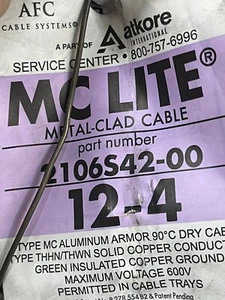 AFC
CABLE SYSTEMS®
A PART OF Atkore
INTERNATIONAL
SERVICE CENTER • 800-757-6996
MC LITE®
METAL-CLAD CABLE
part number
2106S42-00
12-4
TYPE MC ALUMINUM ARMOR 90°C DRY CA
TYPE THHN/THWN SOLID COPPER CONDUCT
GREEN INSULATED COPPER GROUND
MAXIMUM VOLTAGE 600V
PERMITTED IN CABLE TRAYS
& Patent Pending